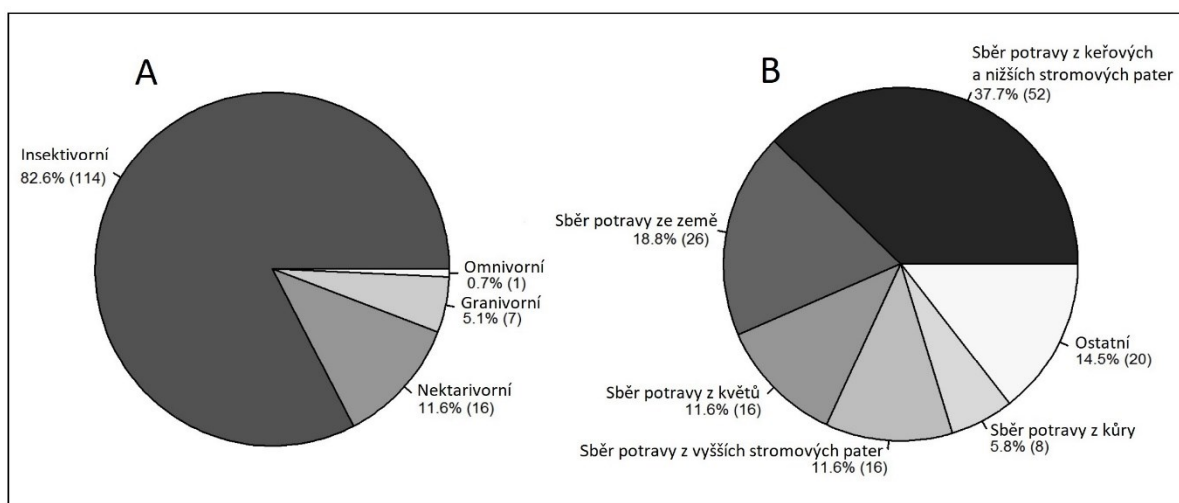 A
Insektivorní
82.6% (114)
Omnivorní
0.7% (1)
Granivorní
5.1% (7)
Nektarivorní
11.6% (16)
B
Sběr potravy z keřových
a nižších stromových pater
37.7% (52)
Sběr potravy ze země
18.8% (26)
Ostatní
14.5% (20)
Sběr potravy z květů
11.6% (16)
Sběr potravy z kůry
5.8% (8)
Sběr potravy z vyšších stromových pater
11.6% (16)